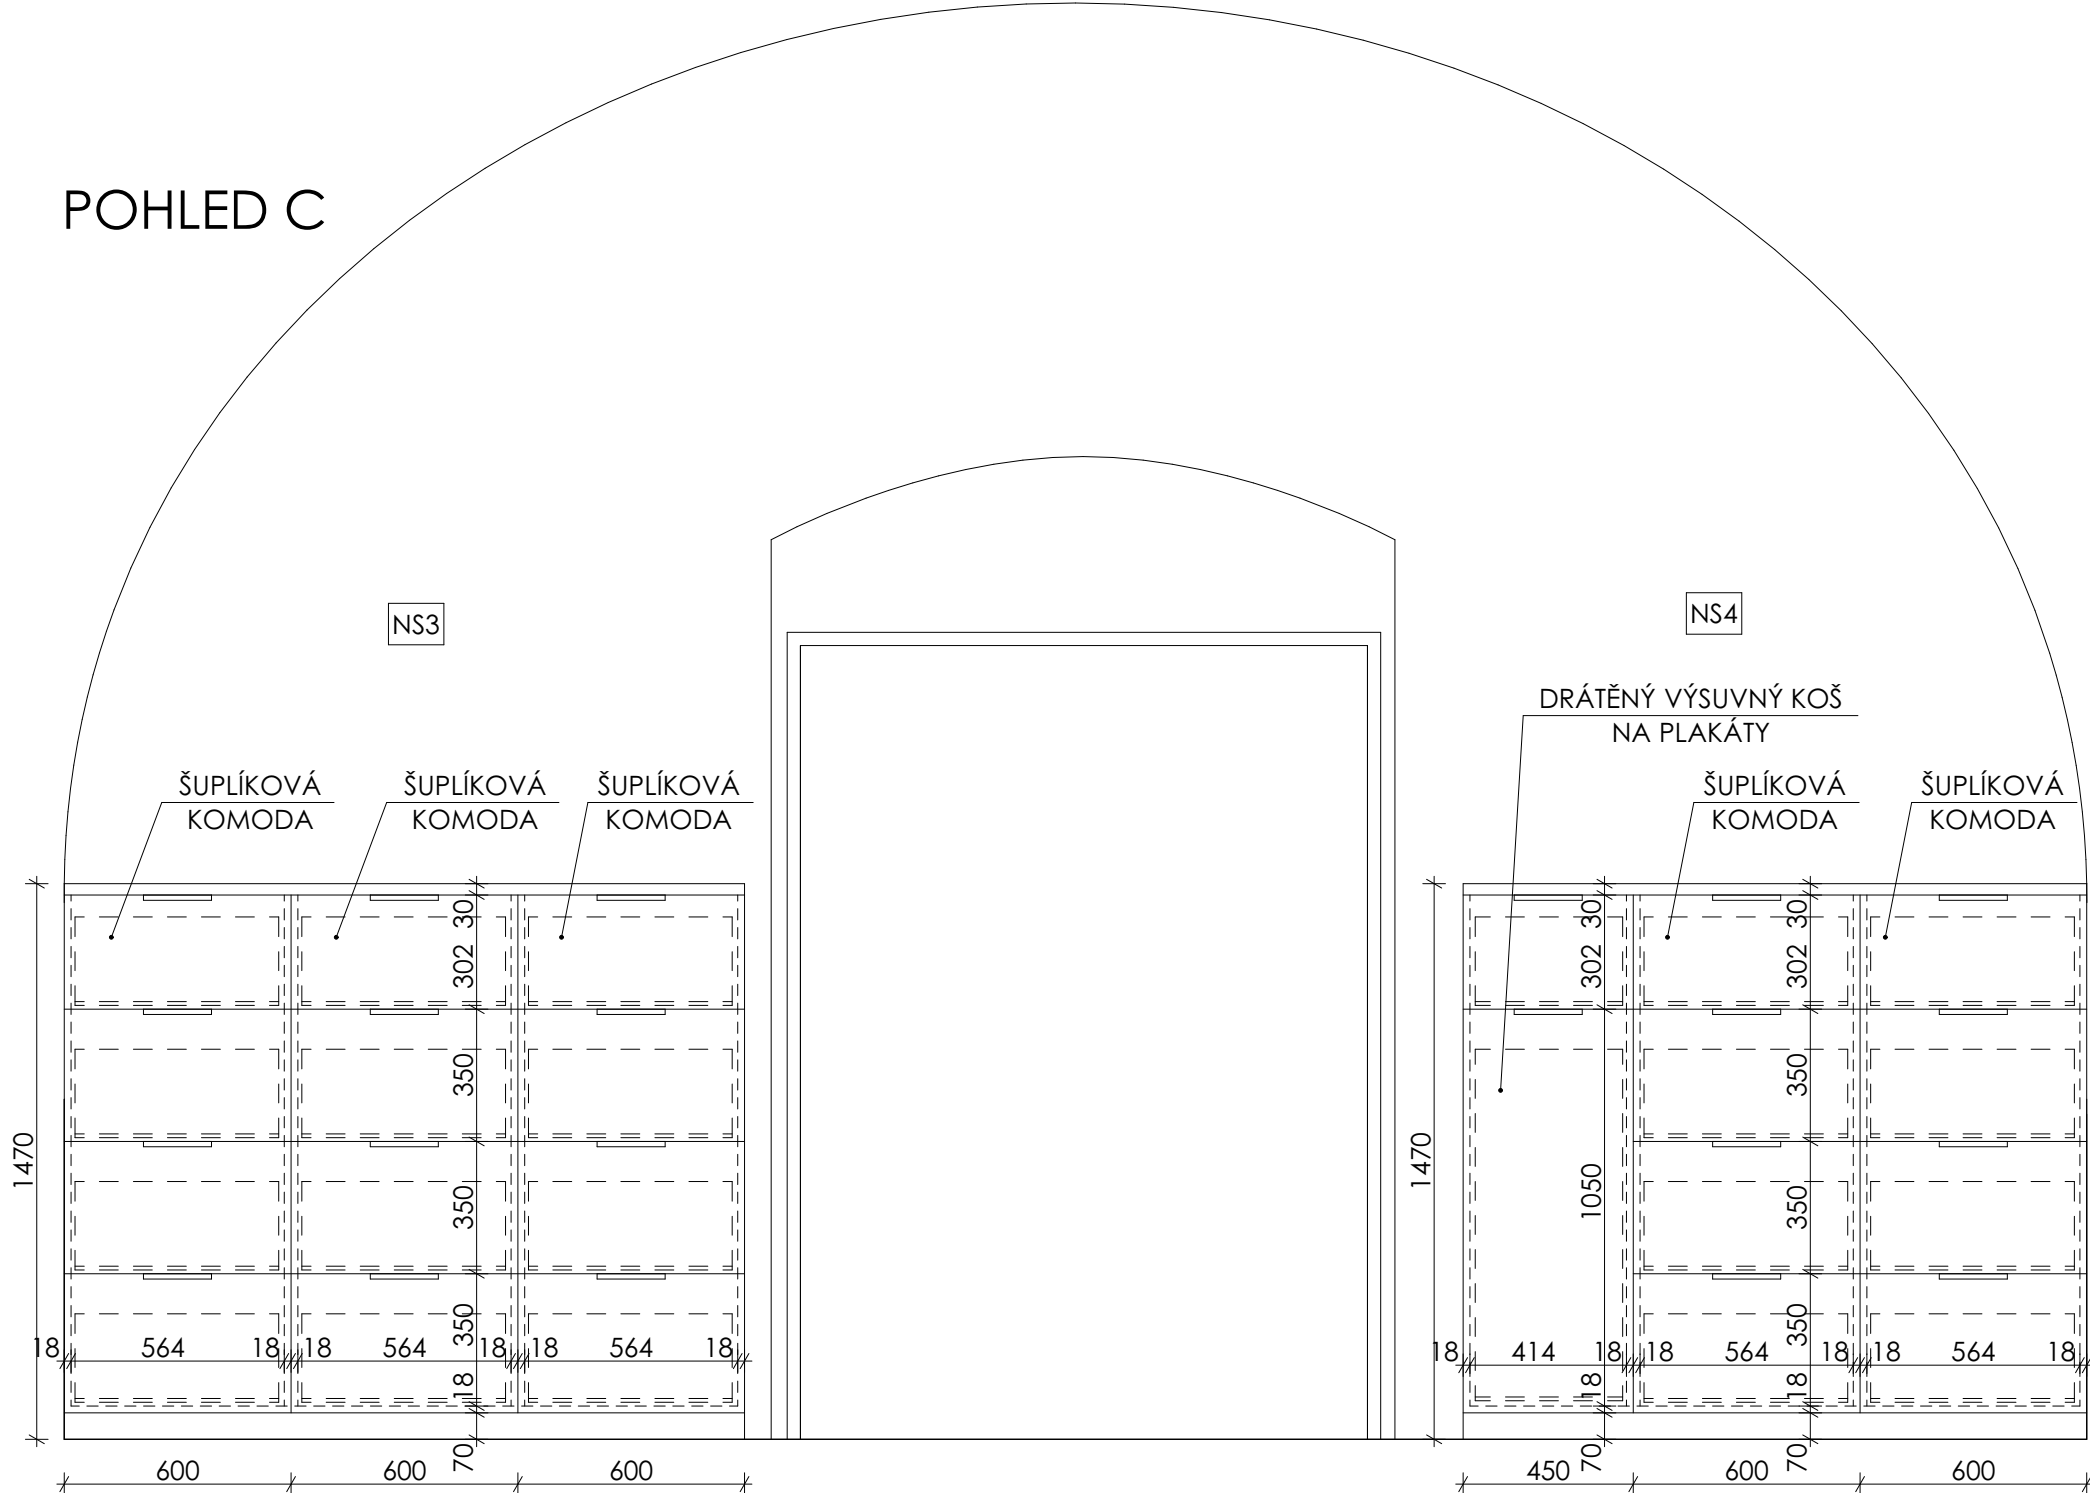 POHLED C
NS3
NS4
DRÁTĚNÝ VÝSUVNÝ KOŠ
NA PLAKÁTY
ŠUPLÍKOVÁ
KOMODA
ŠUPLÍKOVÁ
KOMODA
ŠUPLÍKOVÁ
KOMODA
ŠUPLÍKOVÁ
KOMODA
ŠUPLÍKOVÁ
KOMODA
1470
30
302
350
350
350
18
70
1470
30
302
1050
18
70
30
302
350
350
350
18
70
18 564 18 18 564 18 18 564 18
18 414 18 18 564 18 18 564 18
600 600 600
450 600 600